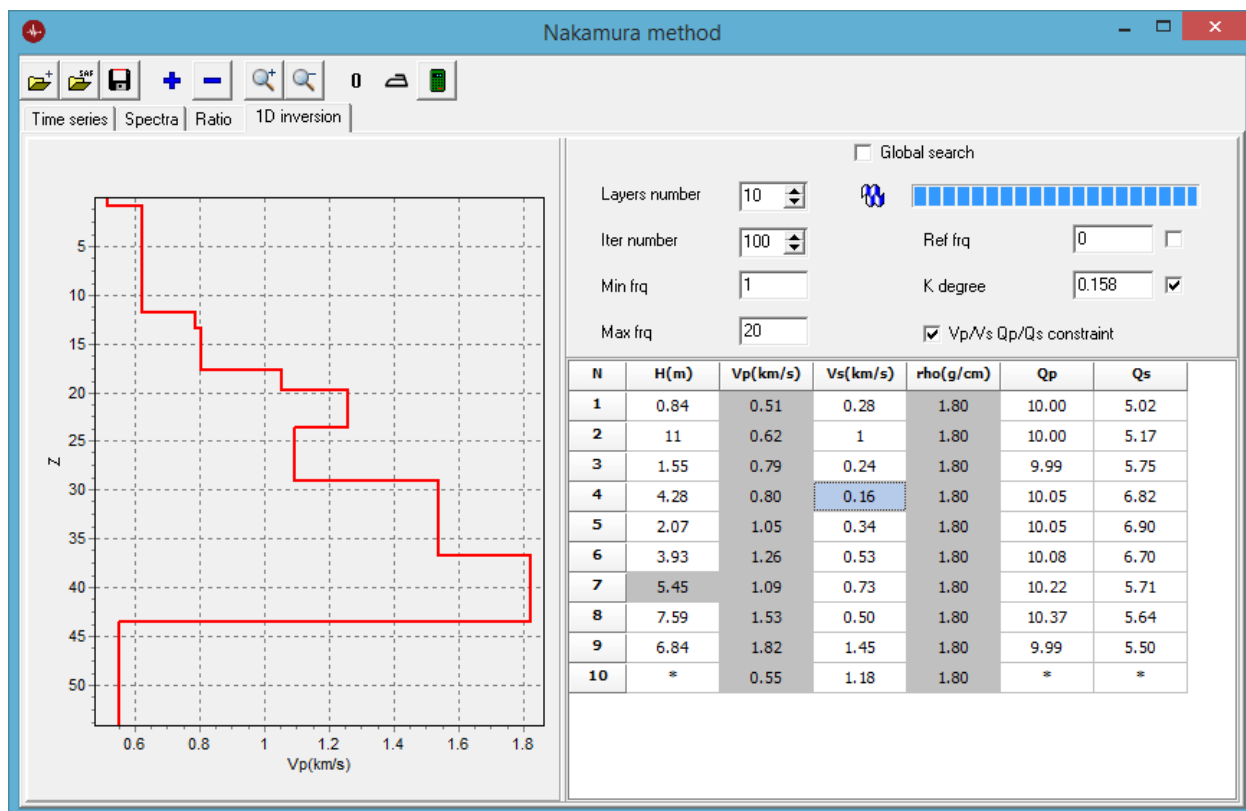 Nakamura method
SAF
0
Time series Spectra Ratio 1D inversion
Global search
Layers number 10
Iter number 100 Ref frq 0
Min frq 1 K degree 0.158
Max frq 20 Vp/Vs Qp/Qs constraint
5
10
15
20
25
30
35
40
45
50
Z
0.6 0.8 1 1.2 1.4 1.6 1.8
Vp(km/s)
N H(m) Vp(km/s) Vs(km/s) rho(g/cm) Qp Qs
1 0.84 0.51 0.28 1.80 10.00 5.02
2 11 0.62 1 1.80 10.00 5.17
3 1.55 0.79 0.24 1.80 9.99 5.75
4 4.28 0.80 0.16 1.80 10.05 6.82
5 2.07 1.05 0.34 1.80 10.05 6.90
6 3.93 1.26 0.53 1.80 10.08 6.70
7 5.45 1.09 0.73 1.80 10.22 5.71
8 7.59 1.53 0.50 1.80 10.37 5.64
9 6.84 1.82 1.45 1.80 9.99 5.50
10 * 0.55 1.18 1.80 * *